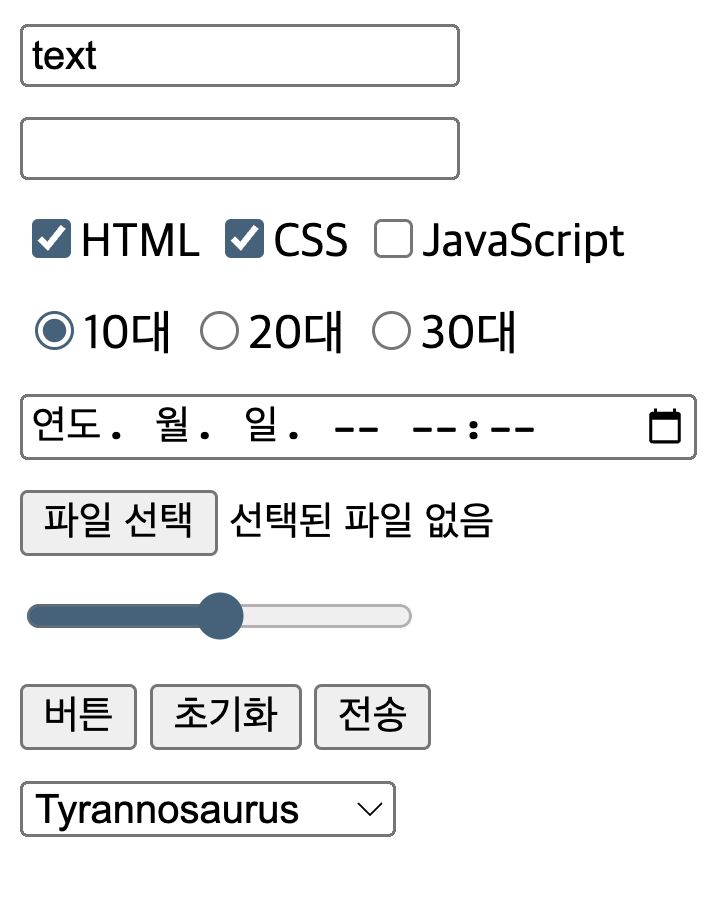 text
HTML CSS JavaScript
10대 20대 30대
연도. 월. 일. -- --:--
파일 선택 선택된 파일 없음
버튼 초기화 전송
Tyrannosaurus